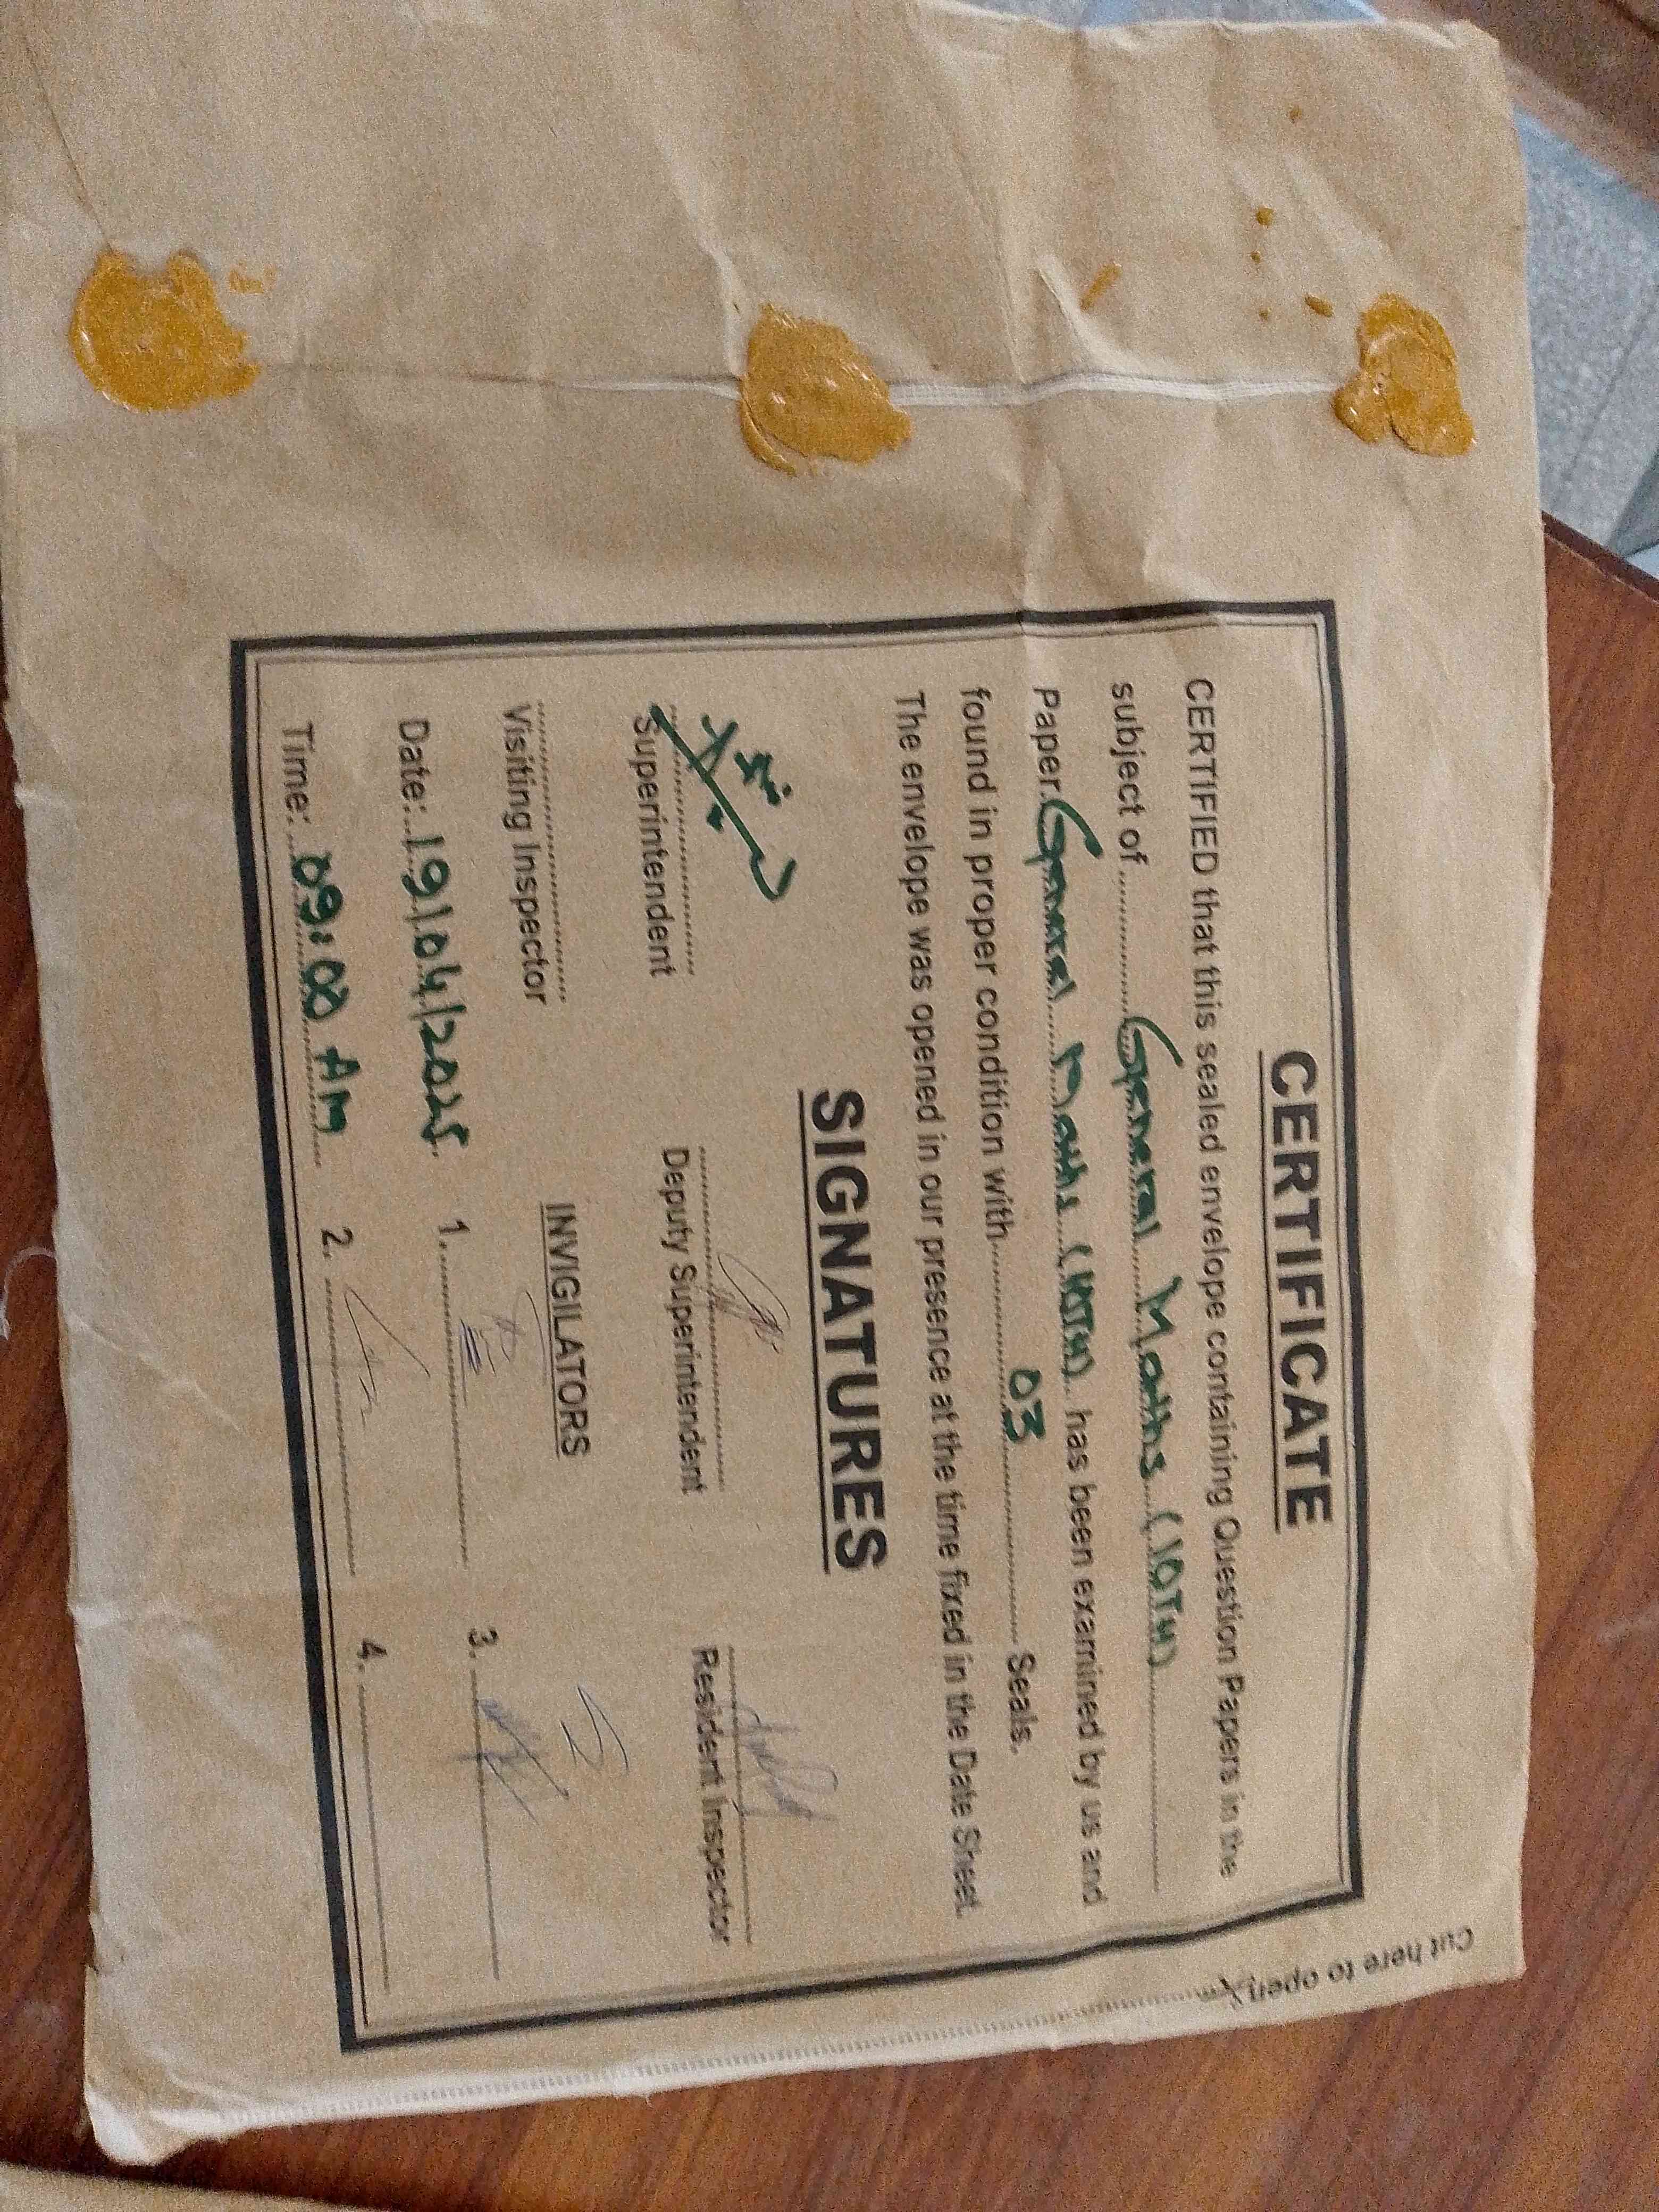 CERTIFICATE
CERTIFIED that this sealed envelope containing Question Papers in the
subject of General Maths (10TH)
Paper. General Maths (10TH) has been examined by us and
found in proper condition with 03 Seals.
The envelope was opened in our presence at the time fixed in the Date Sheet.
SIGNATURES
Superintendent Deputy Superintendent Resident Inspector
Visiting Inspector INVIGILATORS
Date: 19/04/2025 1. 3.
Time: 09:00 Am 2. 4.
Cut here to open